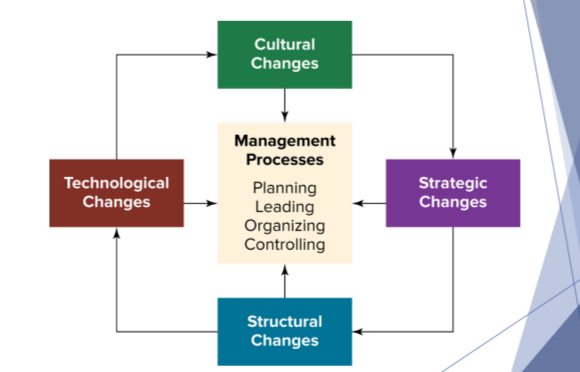 Cultural
Changes
Management
Processes
Planning
Leading
Organizing
Controlling
Technological
Changes
Strategic
Changes
Structural
Changes